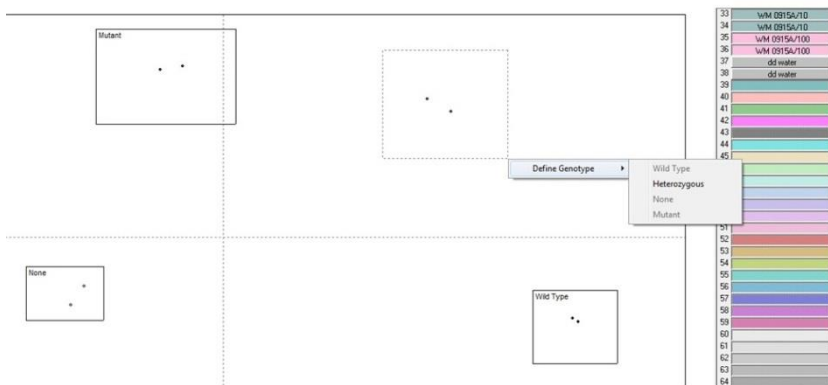 Mutant
None
Wild Type
Define Genotype
Wild Type
Heterozygous
None
Mutant
33 WM 0915A/10
34 WM 0915A/10
35 WM 0915A/100
36 WM 0915A/100
37 dd water
38 dd water
39
40
41
42
43
44
45
51
52
53
54
55
56
57
58
59
60
61
62
63
64